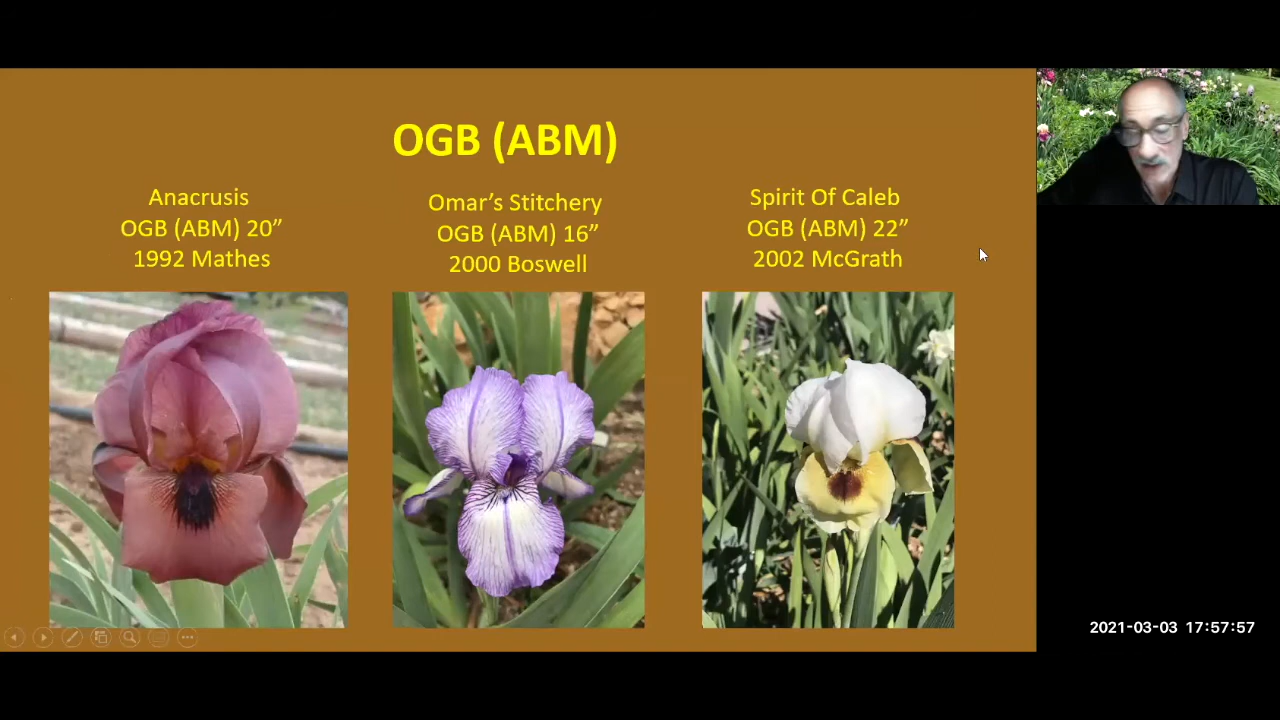 OGB (ABM)
Anacrusis
OGB (ABM) 20”
1992 Mathes
Omar’s Stitchery
OGB (ABM) 16”
2000 Boswell
Spirit Of Caleb
OGB (ABM) 22”
2002 McGrath
2021-03-03 17:57:57